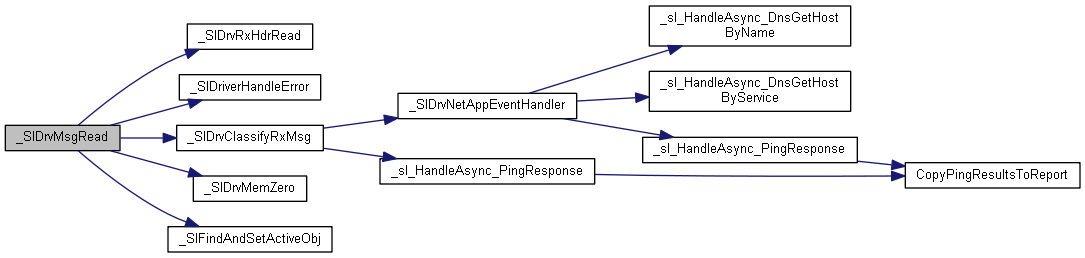 _SlDrvMsgRead
_SlDrvRxHdrRead
_SlDriverHandleError
_SlDrvClassifyRxMsg
_SlDrvMemZero
_SlFindAndSetActiveObj
_SlDrvNetAppEventHandler
_sl_HandleAsync_PingResponse
_sl_HandleAsync_DnsGetHost
ByName
_sl_HandleAsync_DnsGetHost
ByService
_sl_HandleAsync_PingResponse
CopyPingResultsToReport